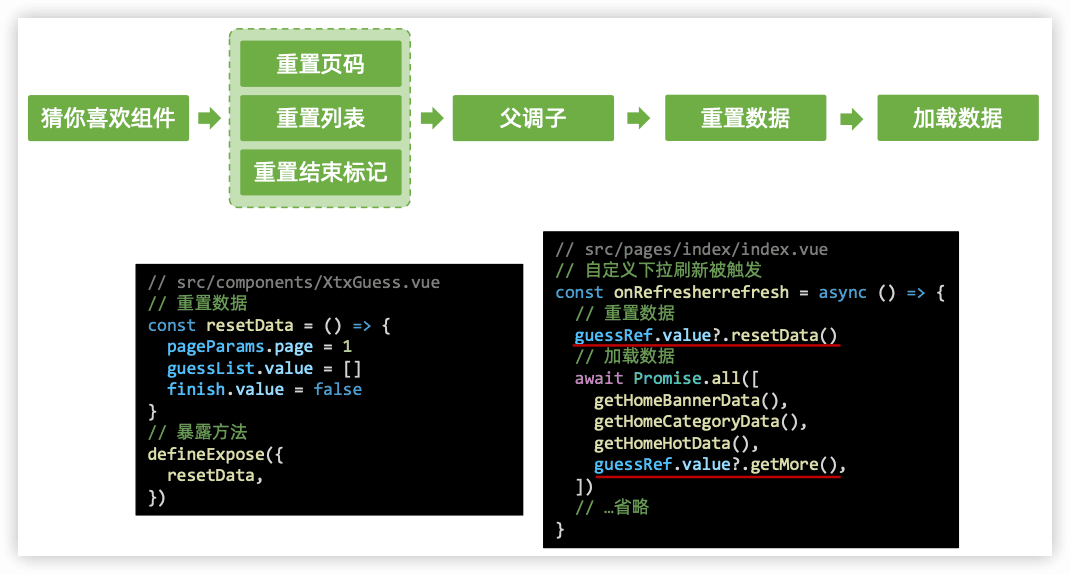 猜你喜欢组件
重置页码
重置列表
重置结束标记
父调子
重置数据
加载数据
// src/components/XtxGuess.vue
// 重置数据
const resetData = () => {
  pageParams.page = 1
  guessList.value = []
  finish.value = false
}
// 暴露方法
defineExpose({
  resetData,
})
// src/pages/index/index.vue
// 自定义下拉刷新被触发
const onRefresherrefresh = async () => {
  // 重置数据
  guessRef.value?.resetData()
  // 加载数据
  await Promise.all([
    getHomeBannerData(),
    getHomeCategoryData(),
    getHomeHotData(),
    guessRef.value?.getMore(),
  ])
  // …省略
}